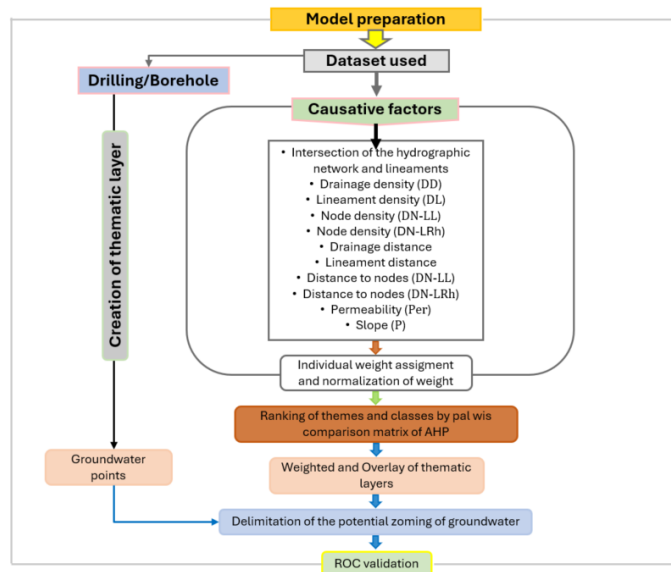 Model preparation
Dataset used
Drilling/Borehole
Causative factors
Creation of thematic layer
• Intersection of the hydrographic
network and lineaments
• Drainage density (DD)
• Lineament density (DL)
• Node density (DN-LL)
• Node density (DN-LRh)
• Drainage distance
• Lineament distance
• Distance to nodes (DN-LL)
• Distance to nodes (DN-LRh)
• Permeability (Per)
• Slope (P)
Individual weight assigment
and normalization of weight
Ranking of themes and classes by pal wis
comparison matrix of AHP
Groundwater
points
Weighted and Overlay of thematic
layers
Delimitation of the potential zoming of groundwater
ROC validation